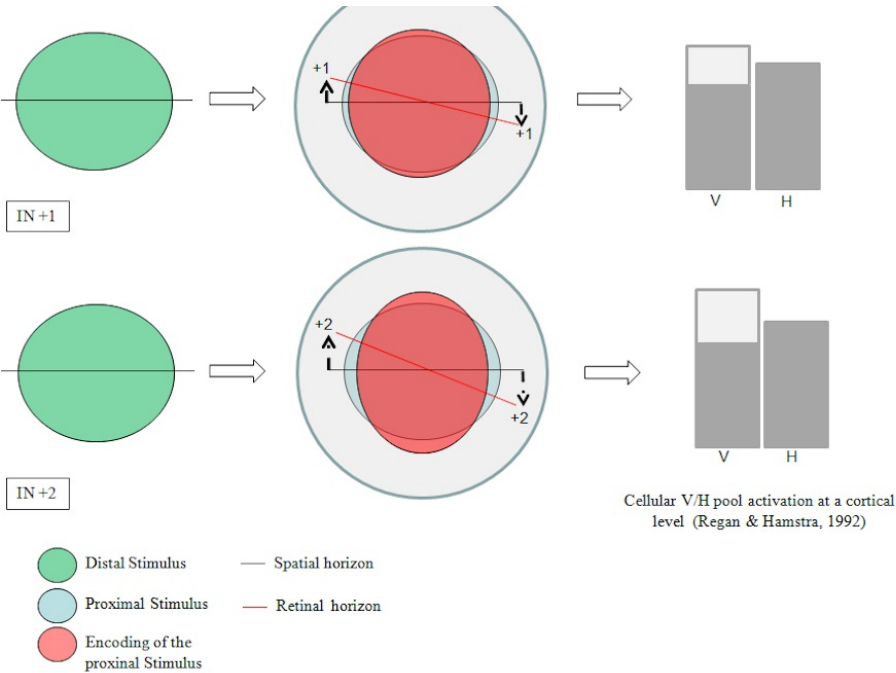 +1
+1
V H
IN +1
+2
+2
V H
IN +2
Cellular V/H pool activation at a cortical
level (Regan & Hamstra, 1992)
Distal Stimulus
Spatial horizon
Proximal Stimulus
Retinal horizon
Encoding of the
proxinal Stimulus